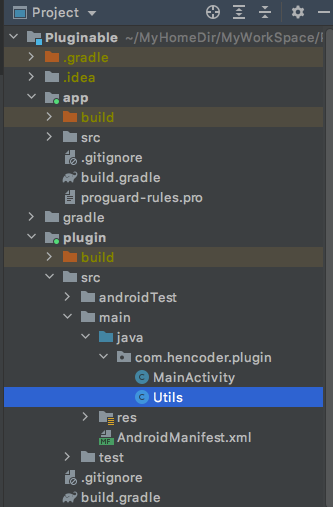 Project
Pluginable ~/MyHomeDir/MyWorkSpace/
.gradle
.idea
app
build
src
.gitignore
build.gradle
proguard-rules.pro
gradle
plugin
build
src
androidTest
main
java
com.hencoder.plugin
C MainActivity
C Utils
res
MF AndroidManifest.xml
test
.gitignore
build.gradle